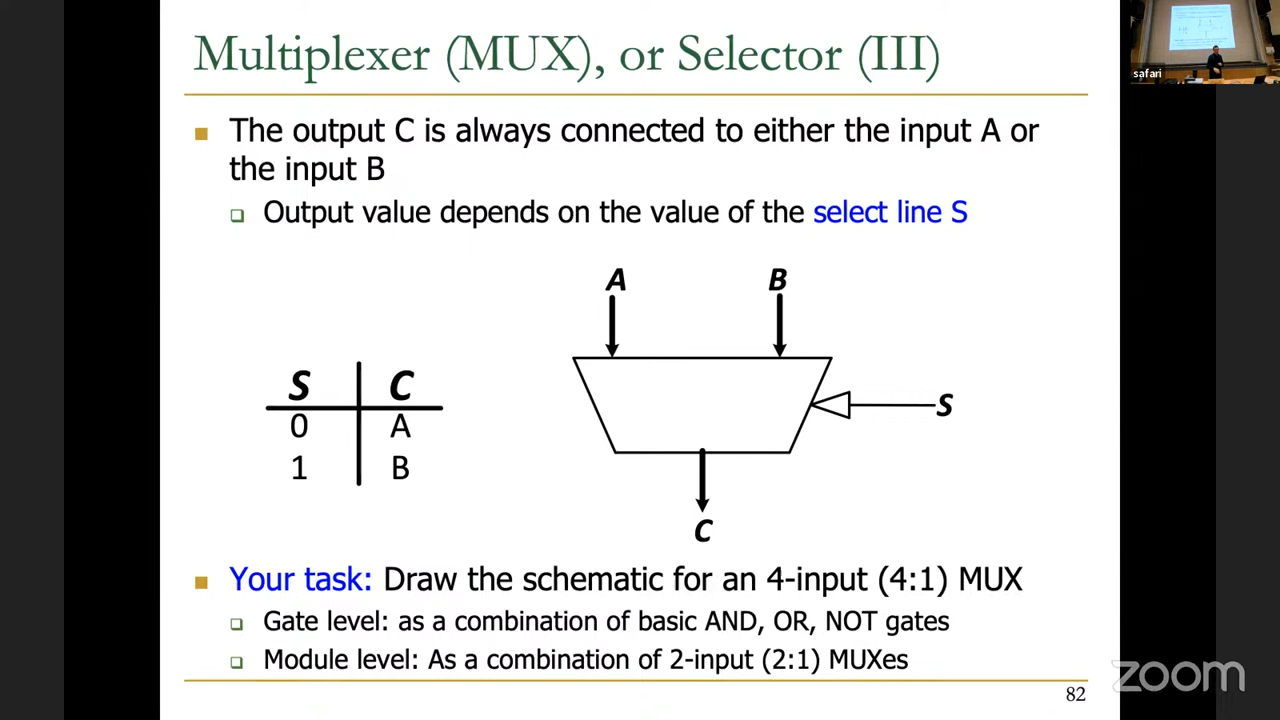 Multiplexer (MUX), or Selector (III)
safari
The output C is always connected to either the input A or
the input B
Output value depends on the value of the select line S
A B
S C
0 A
1 B
S
C
Your task: Draw the schematic for an 4-input (4:1) MUX
Gate level: as a combination of basic AND, OR, NOT gates
Module level: As a combination of 2-input (2:1) MUXes
82
zoom